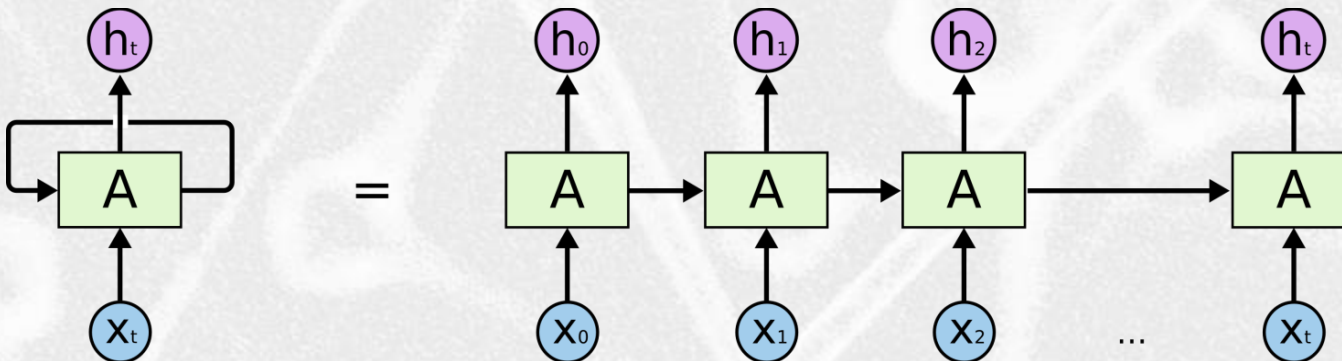 hₜ h₀ h₁ h₂ hₜ
A = A A A A
xₜ x₀ x₁ x₂ ... xₜ